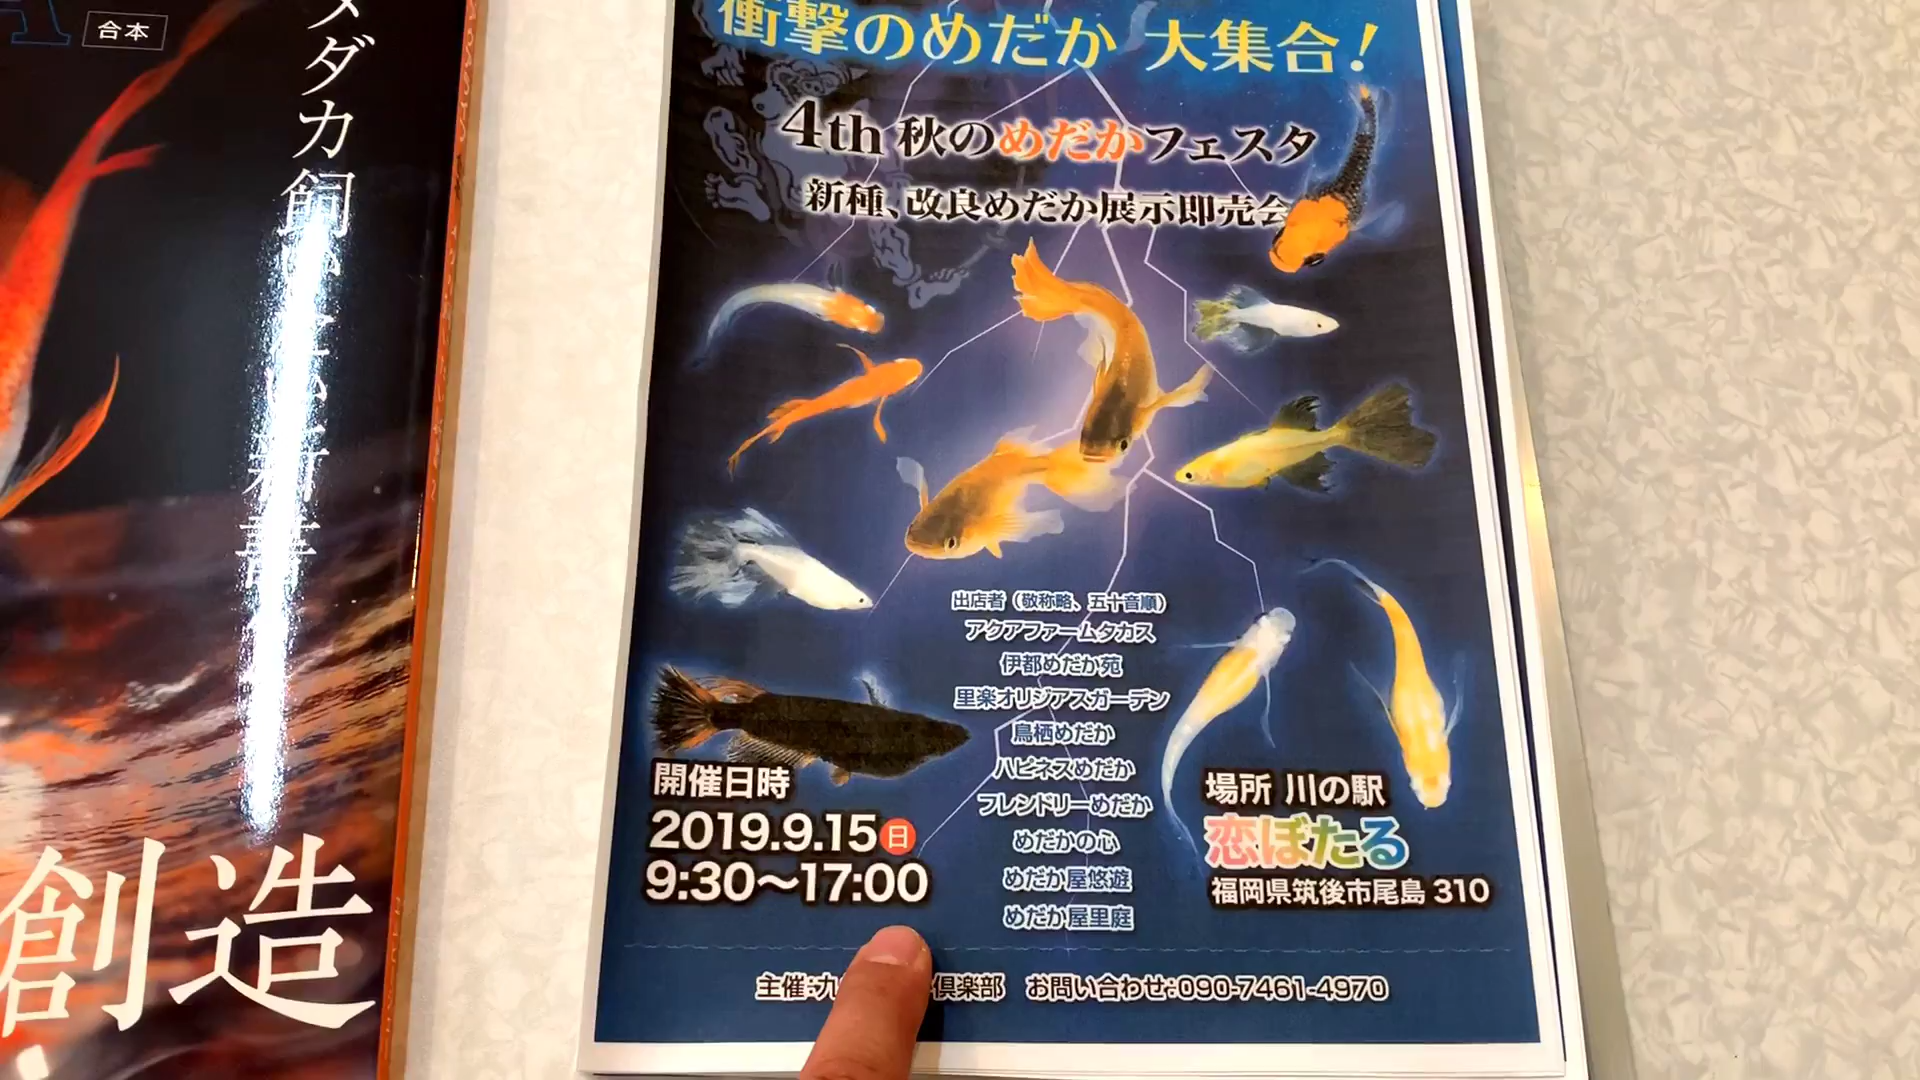 合本
メダカ飼
新書
創造
衝撃のめだか 大集合!
4th 秋のめだかフェスタ
新種、改良めだか展示即売会
出店者(敬称略、五十音順)
アクアファームタカス
伊都めだか苑
里楽オリジアスガーデン
鳥栖めだか
ハピネスめだか
フレンドリーめだか
めだかの心
めだか屋悠遊
めだか屋里庭
開催日時
2019.9.15日
9:30~17:00
場所 川の駅
恋ぼたる
福岡県筑後市尾島 310
主催:九 倶楽部 お問い合わせ:090-7461-4970